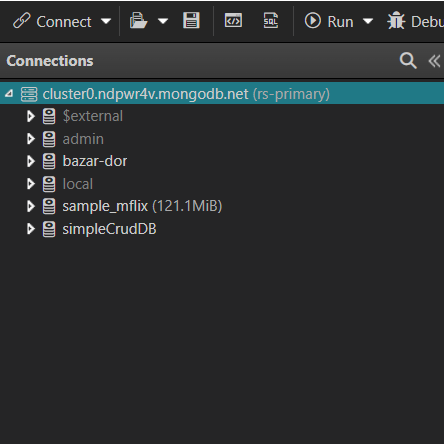 Connect Run Debu
Connections
cluster0.ndpwr4v.mongodb.net (rs-primary)
$external
admin
bazar-dor
local
sample_mflix (121.1MiB)
simpleCrudDB